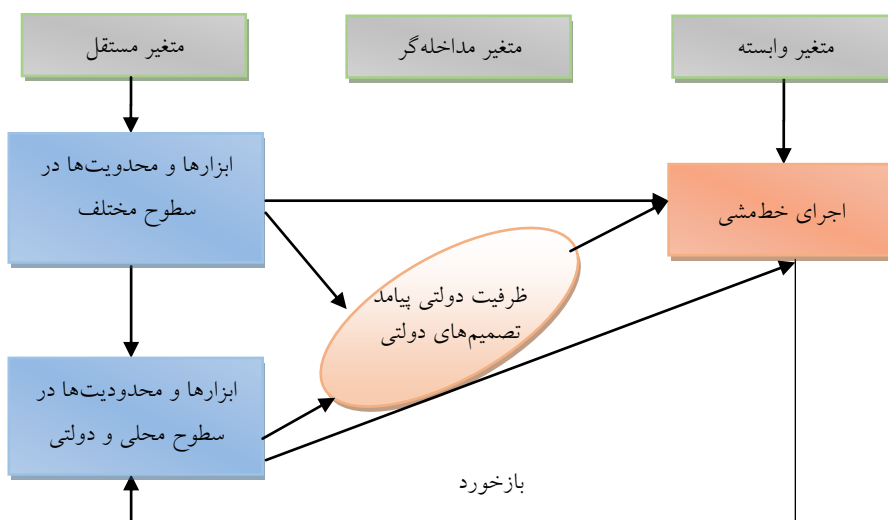 متغیر مستقل
متغیر مداخله‌گر
متغیر وابسته
ابزارها و محدویت‌ها در
سطوح مختلف
اجرای خط‌مشی
ظرفیت دولتی پیامد
تصمیم‌های دولتی
ابزارها و محدودیت‌ها در
سطوح محلی و دولتی
بازخورد